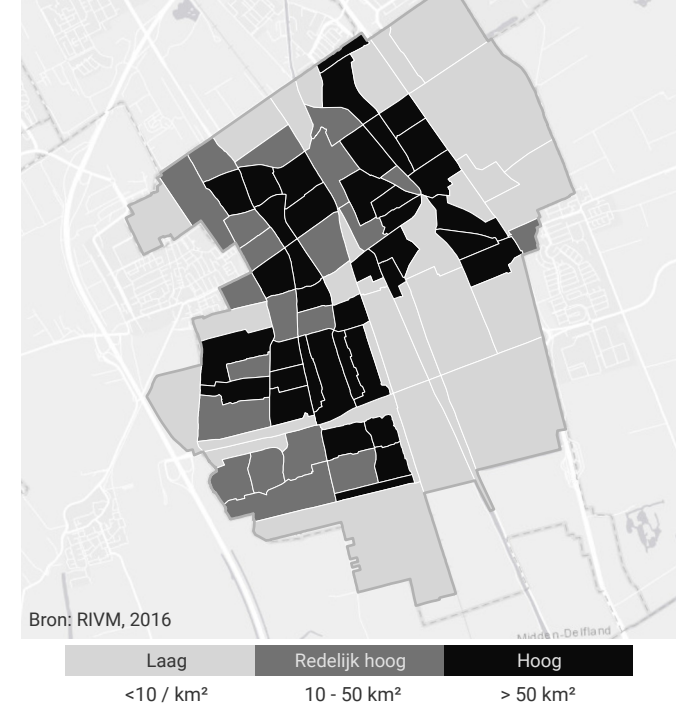 Midden-Delfland
Bron: RIVM, 2016
Laag
Redelijk hoog
Hoog
<10 / km²
10 - 50 km²
> 50 km²